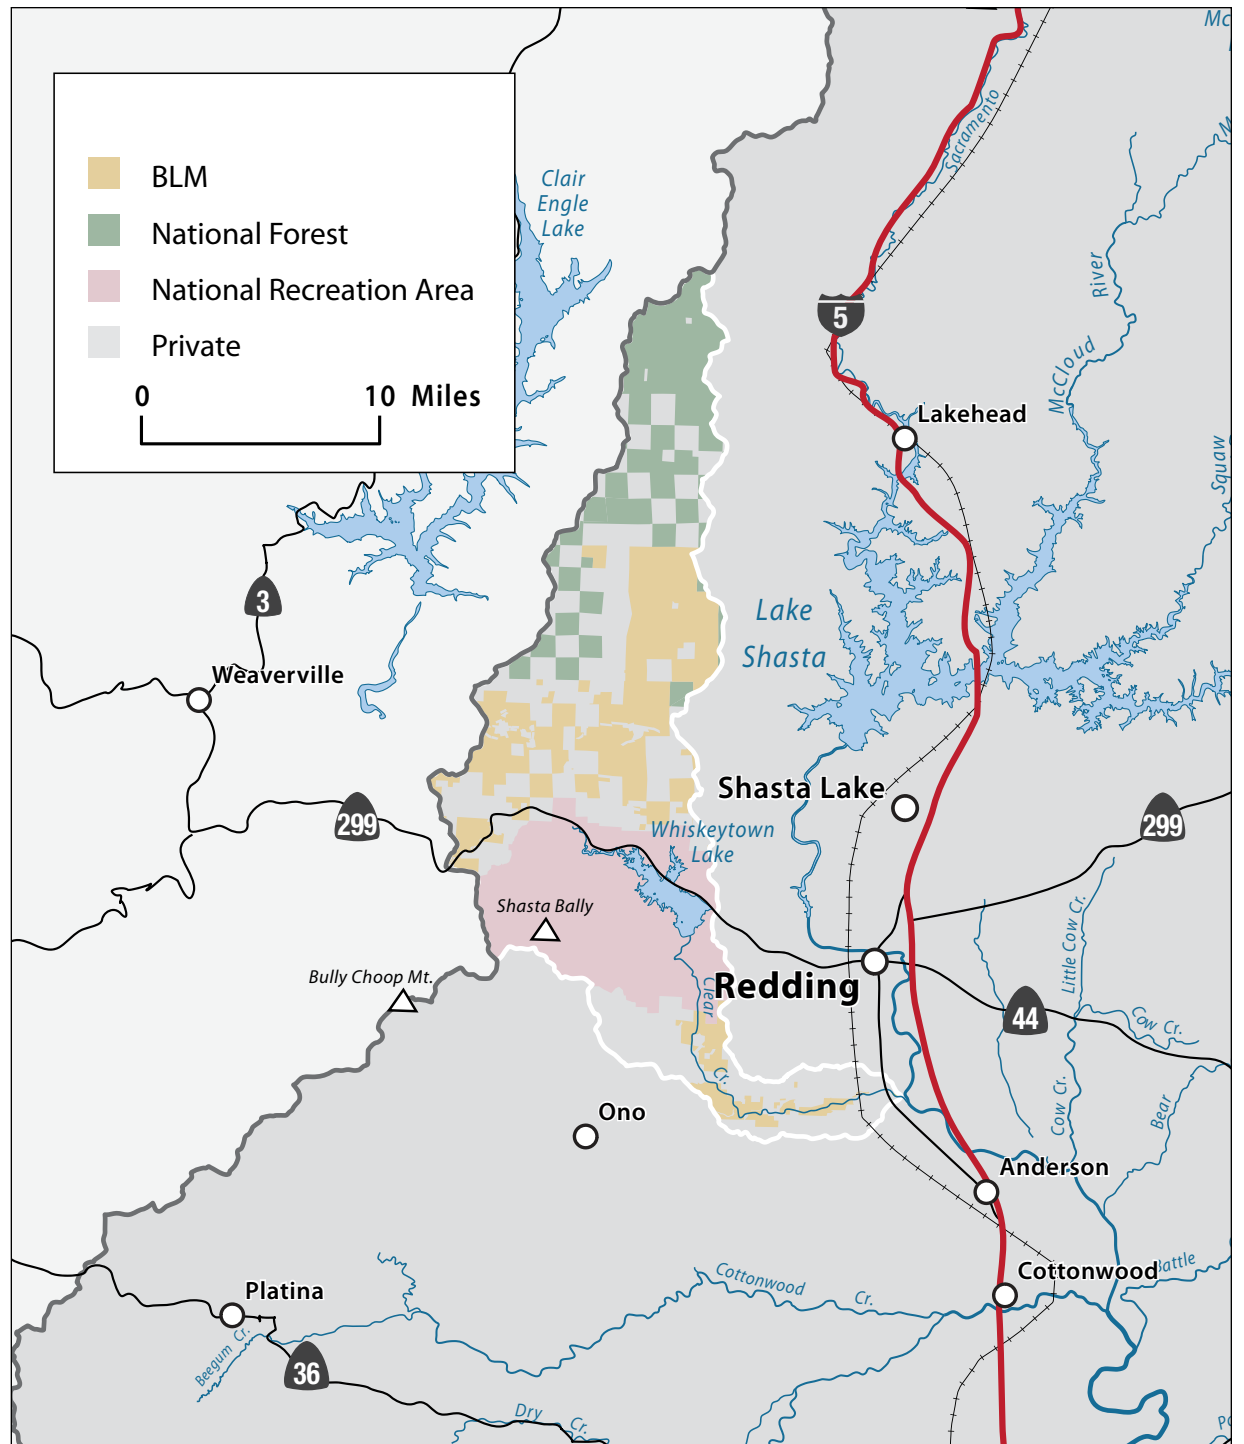 BLM
National Forest
National Recreation Area
Private
0
10 Miles
Clair
Engle
Lake
Sacramento
5
River
McCloud
Squaw
Lakehead
3
Lake
Shasta
Weaverville
Shasta Lake
299
299
Whiskeytown
Lake
Shasta Bally
Bully Choop Mt.
Clear
Cr.
Redding
44
Little Cow Cr.
Cow Cr.
Cow Cr.
Bear
Ono
Anderson
Cottonwood
Battle
Cottonwood
Cr.
Platina
Beegum Cr.
36
Dry
Cr.